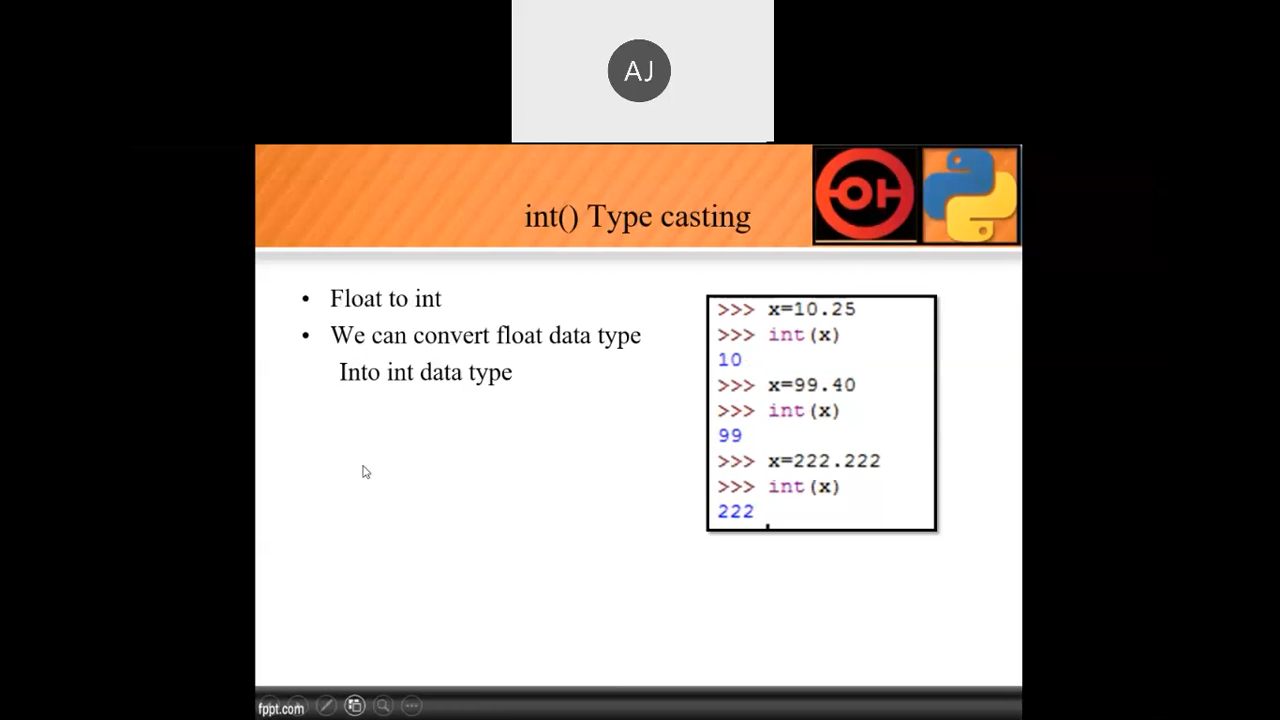 AJ
int() Type casting
• Float to int
• We can convert float data type
Into int data type
>>> x=10.25
>>> int(x)
10
>>> x=99.40
>>> int(x)
99
>>> x=222.222
>>> int(x)
222
fppt.com